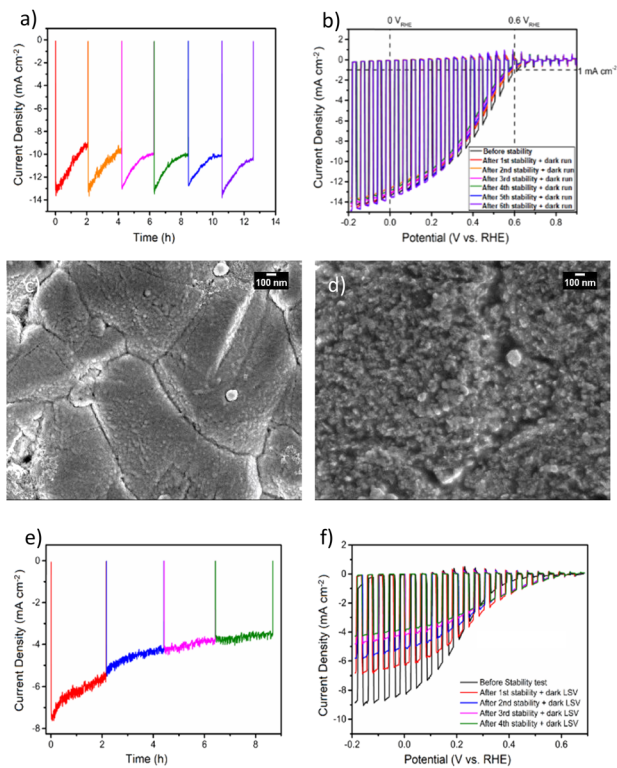 a)
0
-2
-4
-6
-8
-10
-12
-14
Current Density (mA cm-2)
0 2 4 6 8 10 12 14
Time (h)
b)
0 VRHE
0.6 VRHE
4
2
0
-2
-4
-6
-8
-10
-12
-14
Current Density (mA cm-2)
1 mA cm-2
Before stability
After 1st stability + dark run
After 2nd stability + dark run
After 3rd stability + dark run
After 4th stability + dark run
After 5th stability + dark run
After 6th stability + dark run
-0.2 0.0 0.2 0.4 0.6 0.8
Potential (V vs. RHE)
c)
100 nm
d)
100 nm
e)
0
-2
-4
-6
-8
Current Density (mA cm-2)
0 2 4 6 8
Time (h)
f)
2
0
-2
-4
-6
-8
-10
Current Density (mA cm-2)
Before Stability test
After 1st stability + dark LSV
After 2nd stability + dark LSV
After 3rd stability + dark LSV
After 4th stability + dark LSV
-0.2 0.0 0.2 0.4 0.6
Potential (V vs. RHE)